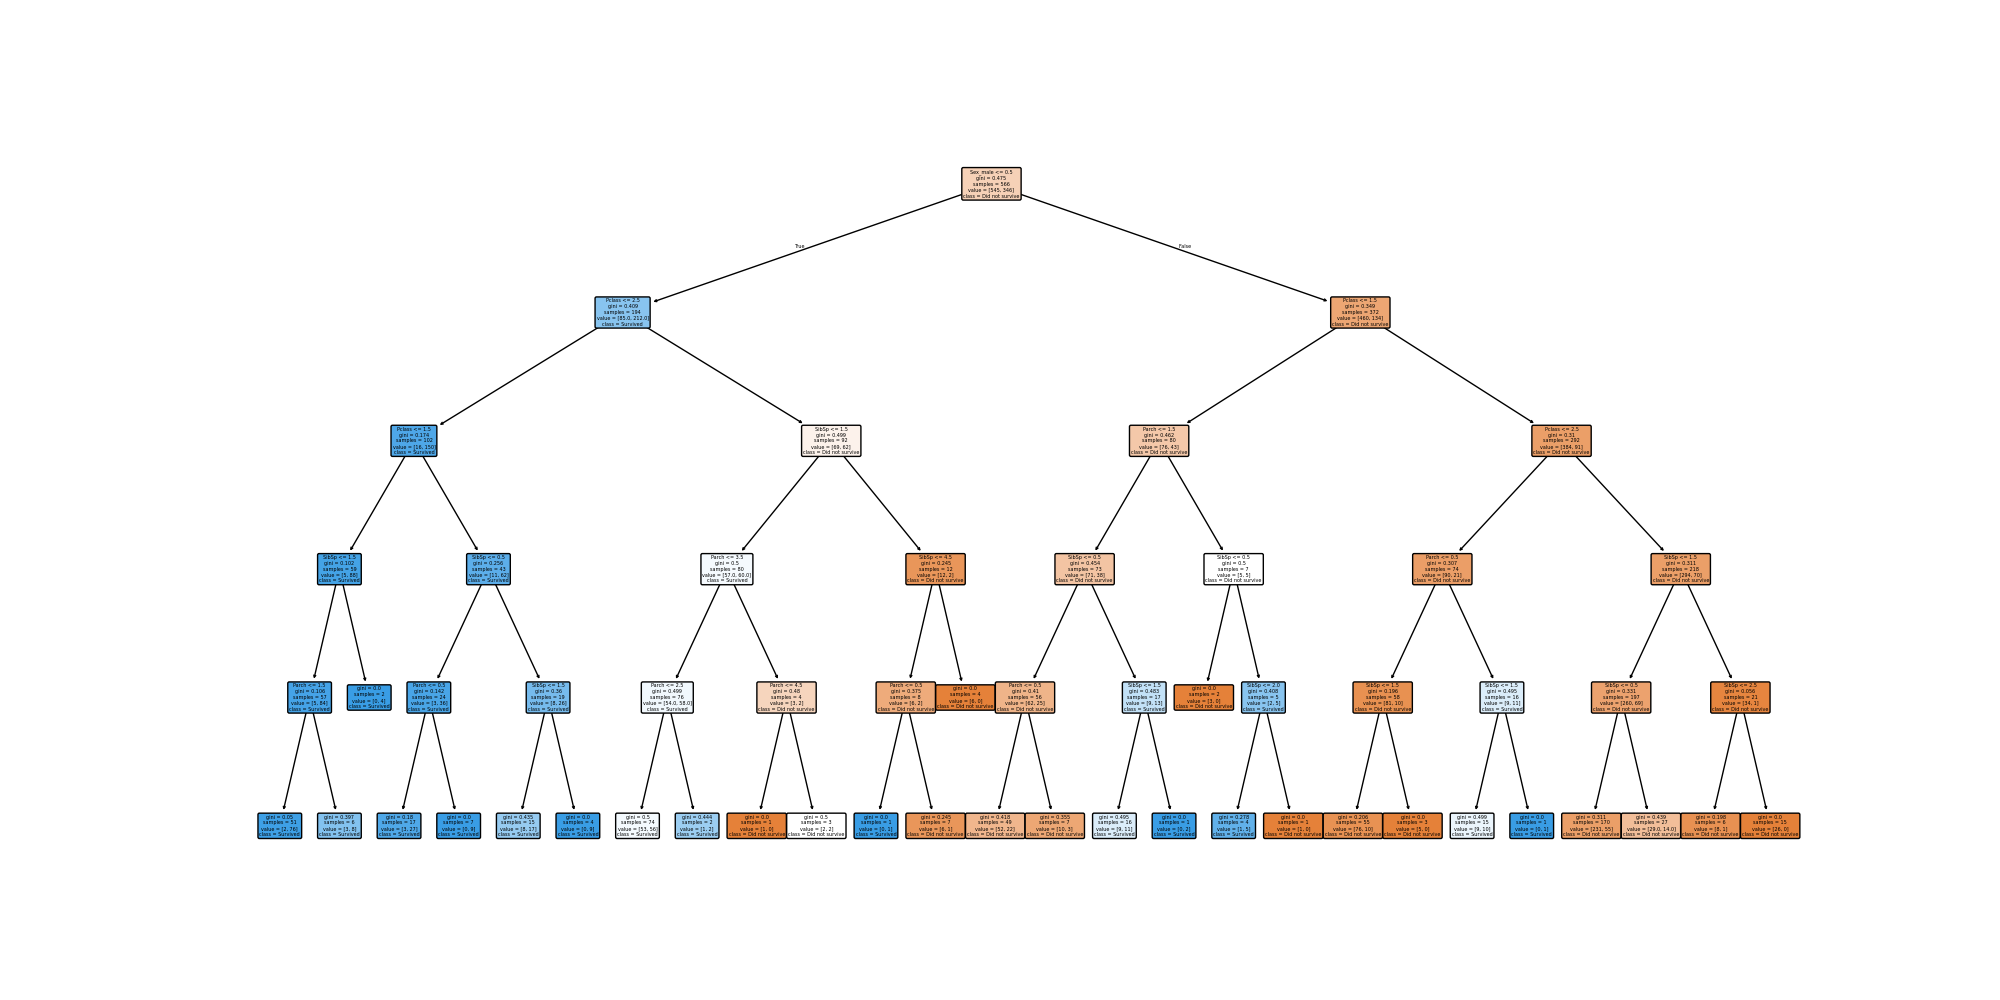 Sex_male <= 0.5
gini = 0.475
samples = 566
value = [545, 346]
class = Did not survive
True
False
Pclass <= 2.5
gini = 0.409
samples = 194
value = [85.0, 212.0]
class = Survived
Pclass <= 1.5
gini = 0.349
samples = 372
value = [460, 134]
class = Did not survive
Pclass <= 1.5
gini = 0.174
samples = 102
value = [16, 150]
class = Survived
SibSp <= 1.5
gini = 0.499
samples = 92
value = [69, 62]
class = Did not survive
Parch <= 1.5
gini = 0.462
samples = 80
value = [76, 43]
class = Did not survive
Pclass <= 2.5
gini = 0.31
samples = 292
value = [384, 91]
class = Did not survive
SibSp <= 1.5
gini = 0.102
samples = 59
value = [5, 88]
class = Survived
SibSp <= 0.5
gini = 0.256
samples = 43
value = [11, 62]
class = Survived
Parch <= 3.5
gini = 0.5
samples = 80
value = [57.0, 60.0]
class = Survived
SibSp <= 4.5
gini = 0.245
samples = 12
value = [12, 2]
class = Did not survive
SibSp <= 0.5
gini = 0.454
samples = 73
value = [71, 38]
class = Did not survive
SibSp <= 0.5
gini = 0.5
samples = 7
value = [5, 5]
class = Did not survive
Parch <= 0.5
gini = 0.307
samples = 74
value = [90, 21]
class = Did not survive
SibSp <= 1.5
gini = 0.311
samples = 218
value = [294, 70]
class = Did not survive
Parch <= 1.5
gini = 0.106
samples = 57
value = [5, 84]
class = Survived
gini = 0.0
samples = 2
value = [0, 4]
class = Survived
Parch <= 0.5
gini = 0.142
samples = 24
value = [3, 36]
class = Survived
SibSp <= 1.5
gini = 0.36
samples = 19
value = [8, 26]
class = Survived
Parch <= 2.5
gini = 0.499
samples = 76
value = [54.0, 58.0]
class = Survived
Parch <= 4.5
gini = 0.48
samples = 4
value = [3, 2]
class = Did not survive
Parch <= 0.5
gini = 0.375
samples = 8
value = [6, 2]
class = Did not survive
gini = 0.0
samples = 4
value = [6, 0]
class = Did not survive
Parch <= 0.5
gini = 0.41
samples = 56
value = [62, 25]
class = Did not survive
SibSp <= 1.5
gini = 0.483
samples = 17
value = [9, 13]
class = Survived
gini = 0.0
samples = 2
value = [3, 0]
class = Did not survive
SibSp <= 2.0
gini = 0.408
samples = 5
value = [2, 5]
class = Survived
SibSp <= 1.5
gini = 0.196
samples = 58
value = [81, 10]
class = Did not survive
SibSp <= 1.5
gini = 0.495
samples = 16
value = [9, 11]
class = Survived
SibSp <= 0.5
gini = 0.331
samples = 197
value = [260, 69]
class = Did not survive
SibSp <= 2.5
gini = 0.056
samples = 21
value = [34, 1]
class = Did not survive
gini = 0.05
samples = 51
value = [2, 76]
class = Survived
gini = 0.397
samples = 6
value = [3, 8]
class = Survived
gini = 0.18
samples = 17
value = [3, 27]
class = Survived
gini = 0.0
samples = 7
value = [0, 9]
class = Survived
gini = 0.435
samples = 15
value = [8, 17]
class = Survived
gini = 0.0
samples = 4
value = [0, 9]
class = Survived
gini = 0.5
samples = 74
value = [53, 56]
class = Survived
gini = 0.444
samples = 2
value = [1, 2]
class = Survived
gini = 0.0
samples = 1
value = [1, 0]
class = Did not survive
gini = 0.5
samples = 3
value = [2, 2]
class = Did not survive
gini = 0.0
samples = 1
value = [0, 1]
class = Survived
gini = 0.245
samples = 7
value = [6, 1]
class = Did not survive
gini = 0.418
samples = 49
value = [52, 22]
class = Did not survive
gini = 0.355
samples = 7
value = [10, 3]
class = Did not survive
gini = 0.495
samples = 16
value = [9, 11]
class = Survived
gini = 0.0
samples = 1
value = [0, 2]
class = Survived
gini = 0.278
samples = 4
value = [1, 5]
class = Survived
gini = 0.0
samples = 1
value = [1, 0]
class = Did not survive
gini = 0.206
samples = 55
value = [76, 10]
class = Did not survive
gini = 0.0
samples = 3
value = [5, 0]
class = Did not survive
gini = 0.499
samples = 15
value = [9, 10]
class = Survived
gini = 0.0
samples = 1
value = [0, 1]
class = Survived
gini = 0.311
samples = 170
value = [231, 55]
class = Did not survive
gini = 0.439
samples = 27
value = [29.0, 14.0]
class = Did not survive
gini = 0.198
samples = 6
value = [8, 1]
class = Did not survive
gini = 0.0
samples = 15
value = [26, 0]
class = Did not survive